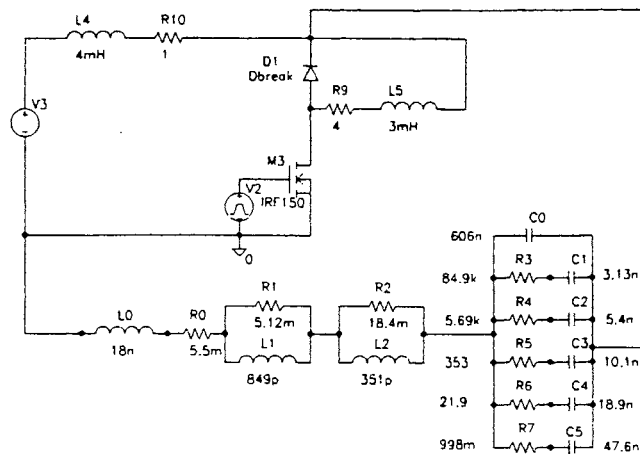 L4
R10
4mH
1
D1
Dbreak
R9
L5
V3
4
3mH
M3
V2
IRF150
C0
606n
0
R3
C1
84.9k
3.13n
R1
R2
R4
C2
L0
R0
5.12m
18.4m
5.69k
5.4n
R5
C3
18n
5.5m
L1
L2
353
10.1n
849p
351p
R6
C4
21.9
18.9n
R7
C5
998m
47.6n